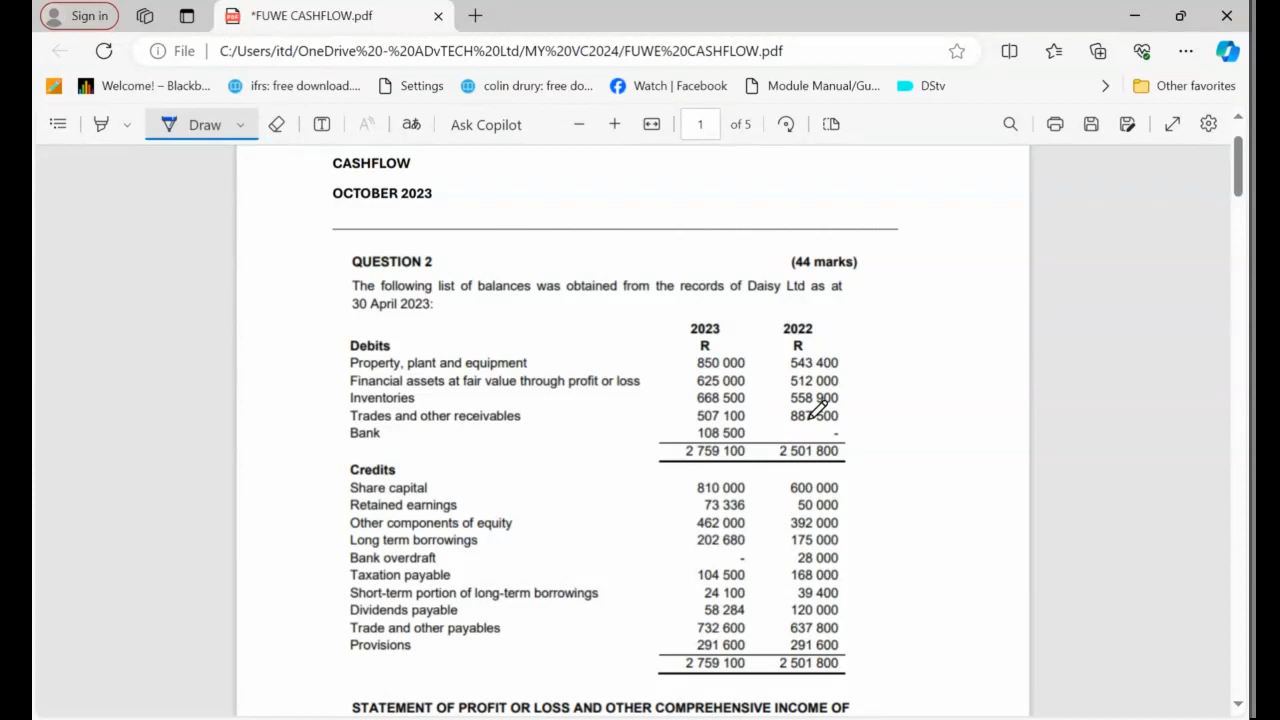 Sign in
*FUWE CASHFLOW.pdf
File C:/Users/itd/OneDrive%20-%20ADvTECH%20Ltd/MY%20VC2024/FUWE%20CASHFLOW.pdf
Welcome! – Blackb... ifrs: free download.... Settings colin drury: free do... Watch | Facebook Module Manual/Gu... DStv Other favorites
Draw Ask Copilot 1 of 5
CASHFLOW
OCTOBER 2023
QUESTION 2 (44 marks)
The following list of balances was obtained from the records of Daisy Ltd as at
30 April 2023:
2023 2022
Debits R R
Property, plant and equipment 850 000 543 400
Financial assets at fair value through profit or loss 625 000 512 000
Inventories 668 500 558 900
Trades and other receivables 507 100 887 500
Bank 108 500 -
2 759 100 2 501 800
Credits
Share capital 810 000 600 000
Retained earnings 73 336 50 000
Other components of equity 462 000 392 000
Long term borrowings 202 680 175 000
Bank overdraft - 28 000
Taxation payable 104 500 168 000
Short-term portion of long-term borrowings 24 100 39 400
Dividends payable 58 284 120 000
Trade and other payables 732 600 637 800
Provisions 291 600 291 600
2 759 100 2 501 800
STATEMENT OF PROFIT OR LOSS AND OTHER COMPREHENSIVE INCOME OF